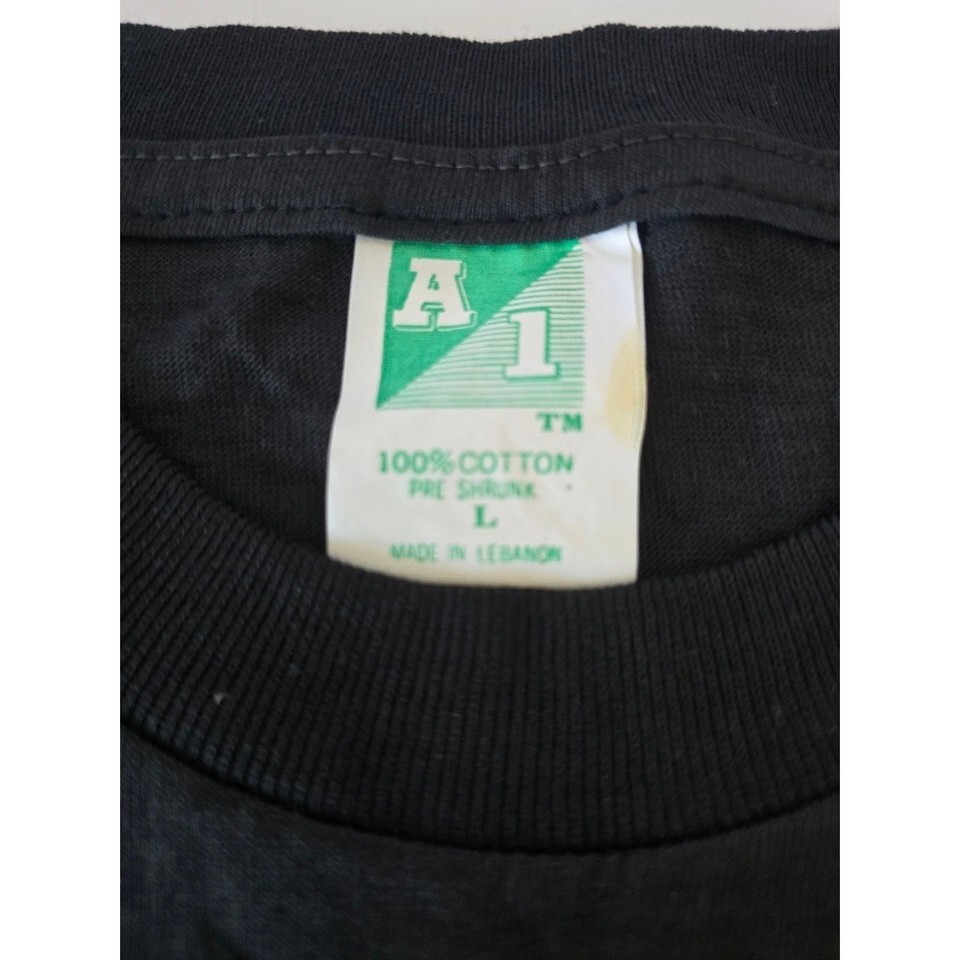 A
1
TM
100% COTTON
PRE SHRUNK
L
MADE IN LEBANON